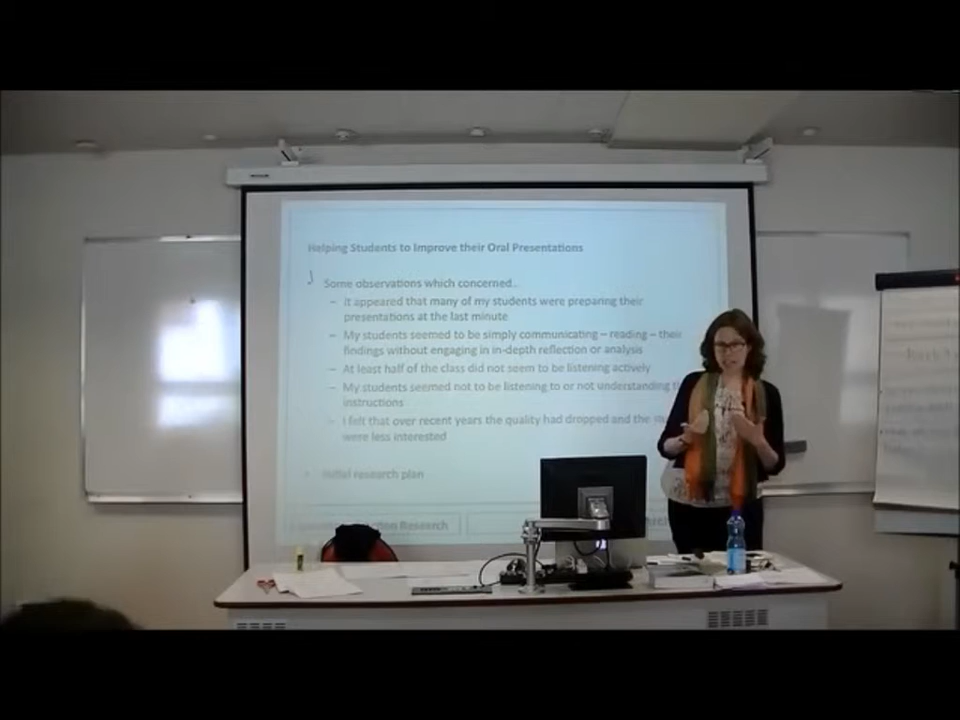 Helping Students to Improve their Oral Presentations
Some observations which concerned..
– It appeared that many of my students were preparing their
presentations at the last minute
– My students seemed to be simply communicating – reading – their
findings without engaging in in-depth reflection or analysis
– At least half of the class did not seem to be listening actively
– My students seemed not to be listening to or not understanding
instructions
– I felt that over recent years the quality had dropped and the
were less interested
• Initial research plan
Research